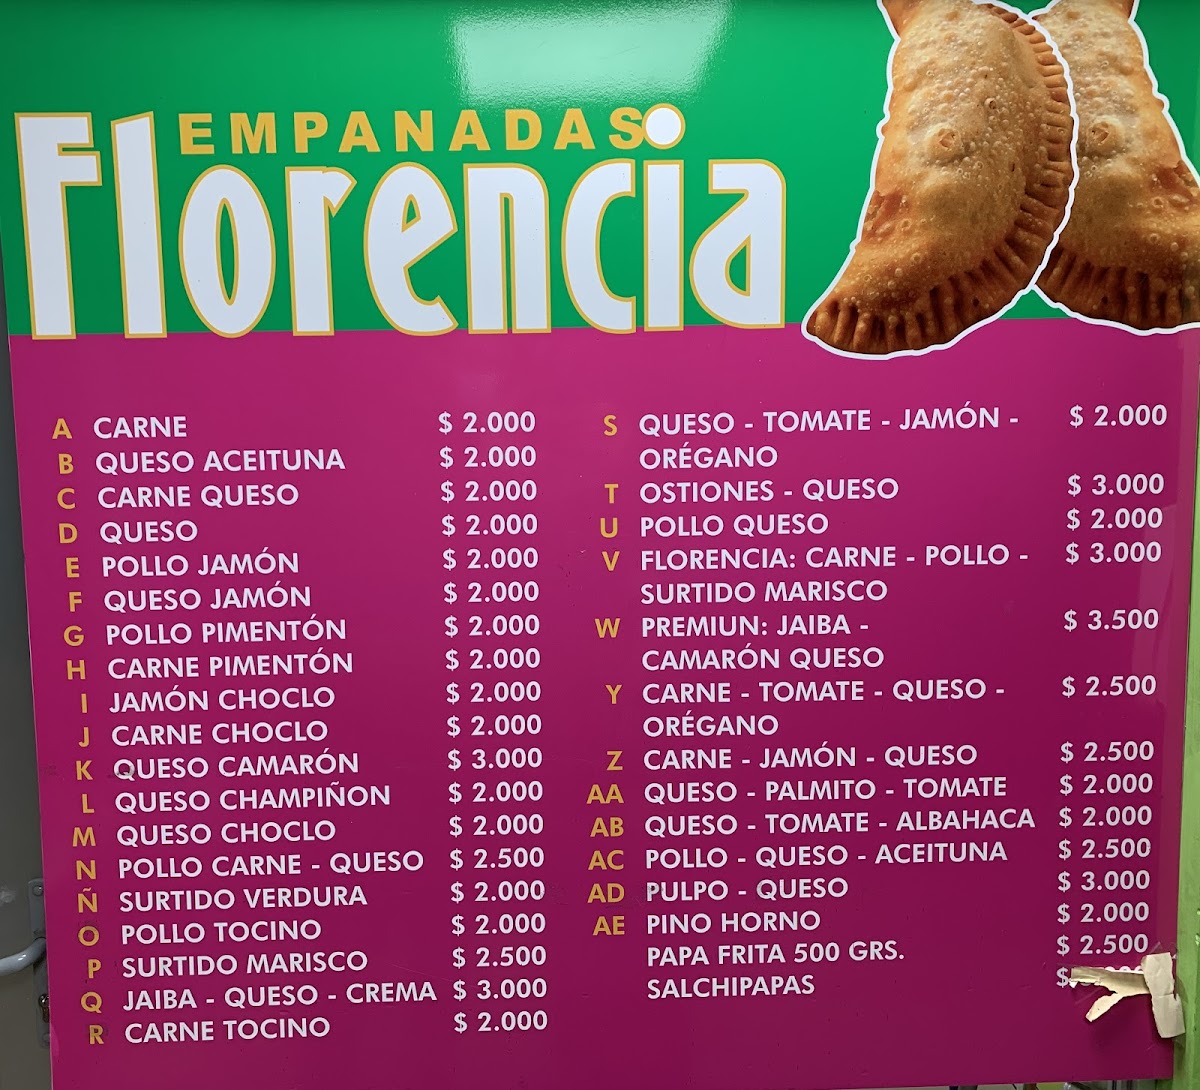 EMPANADAS
Florencia
A CARNE $ 2.000
B QUESO ACEITUNA $ 2.000
C CARNE QUESO $ 2.000
D QUESO $ 2.000
E POLLO JAMÓN $ 2.000
F QUESO JAMÓN $ 2.000
G POLLO PIMENTÓN $ 2.000
H CARNE PIMENTÓN $ 2.000
I JAMÓN CHOCLO $ 2.000
J CARNE CHOCLO $ 2.000
K QUESO CAMARÓN $ 3.000
L QUESO CHAMPIÑON $ 2.000
M QUESO CHOCLO $ 2.000
N POLLO CARNE - QUESO $ 2.500
Ñ SURTIDO VERDURA $ 2.000
O POLLO TOCINO $ 2.000
P SURTIDO MARISCO $ 2.500
Q JAIBA - QUESO - CREMA $ 3.000
R CARNE TOCINO $ 2.000
S QUESO - TOMATE - JAMÓN - $ 2.000
ORÉGANO
T OSTIONES - QUESO $ 3.000
U POLLO QUESO $ 2.000
V FLORENCIA: CARNE - POLLO - $ 3.000
SURTIDO MARISCO
W PREMIUN: JAIBA - $ 3.500
CAMARÓN QUESO
Y CARNE - TOMATE - QUESO - $ 2.500
ORÉGANO
Z CARNE - JAMÓN - QUESO $ 2.500
AA QUESO - PALMITO - TOMATE $ 2.000
AB QUESO - TOMATE - ALBAHACA $ 2.000
AC POLLO - QUESO - ACEITUNA $ 2.500
AD PULPO - QUESO $ 3.000
AE PINO HORNO $ 2.000
PAPA FRITA 500 GRS. $ 2.500
SALCHIPAPAS $